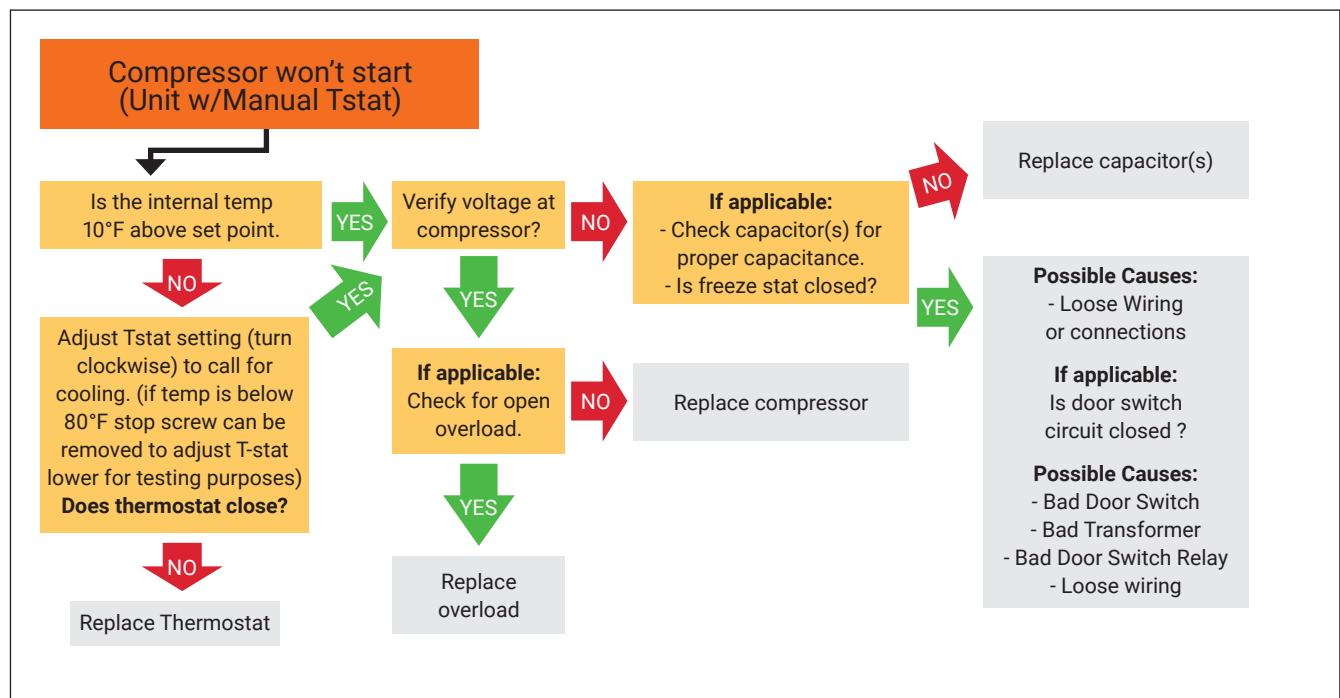 Compressor won't start
(Unit w/Manual Tstat)
Is the internal temp
10°F above set point.
YES
NO
Adjust Tstat setting (turn
clockwise) to call for
cooling. (if temp is below
80°F stop screw can be
removed to adjust T-stat
lower for testing purposes)
Does thermostat close?
YES
NO
Replace Thermostat
Verify voltage at
compressor?
NO
YES
If applicable:
Check for open
overload.
NO
Replace compressor
YES
Replace
overload
If applicable:
- Check capacitor(s) for
proper capacitance.
- Is freeze stat closed?
NO
Replace capacitor(s)
YES
Possible Causes:
- Loose Wiring
or connections
If applicable:
Is door switch
circuit closed ?
Possible Causes:
- Bad Door Switch
- Bad Transformer
- Bad Door Switch Relay
- Loose wiring